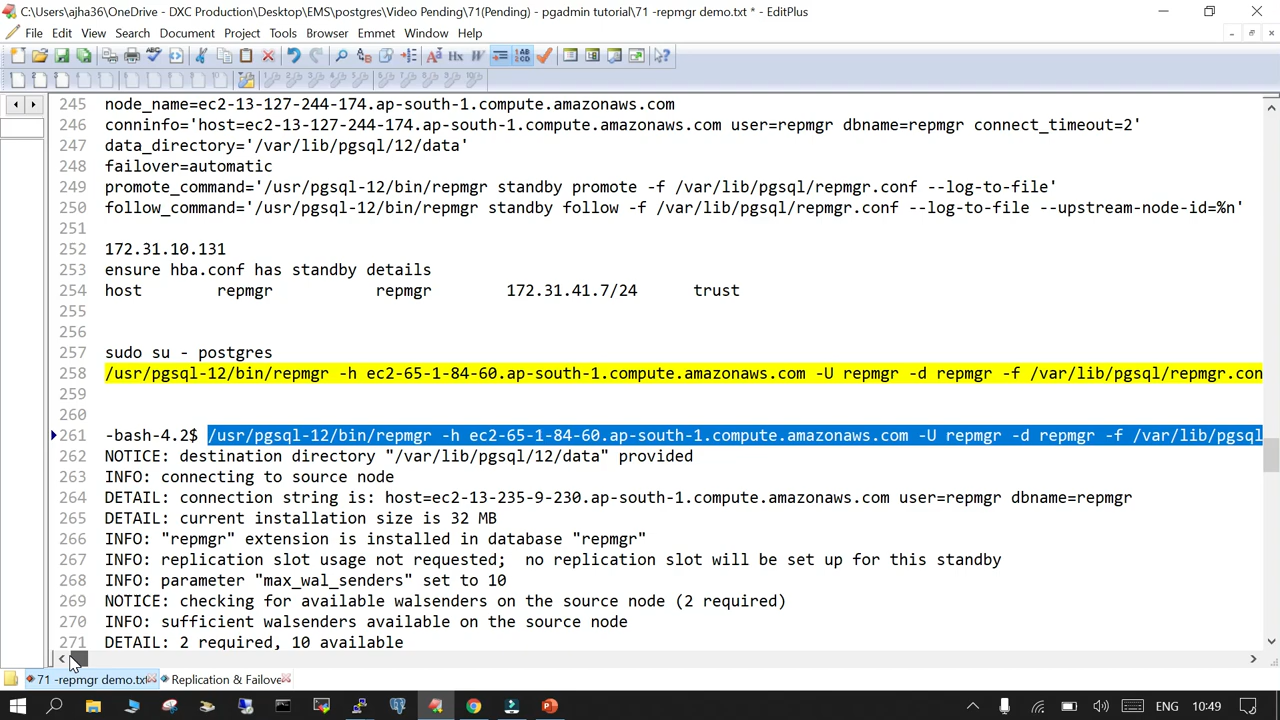 C:\Users\ajha36\OneDrive - DXC Production\Desktop\EMS\postgres\Video Pending\71(Pending) - pgadmin tutorial\71 -repmgr demo.txt * - EditPlus
File Edit View Search Document Project Tools Browser Emmet Window Help
245 node_name=ec2-13-127-244-174.ap-south-1.compute.amazonaws.com
246 conninfo='host=ec2-13-127-244-174.ap-south-1.compute.amazonaws.com user=repmgr dbname=repmgr connect_timeout=2'
247 data_directory='/var/lib/pgsql/12/data'
248 failover=automatic
249 promote_command='/usr/pgsql-12/bin/repmgr standby promote -f /var/lib/pgsql/repmgr.conf --log-to-file'
250 follow_command='/usr/pgsql-12/bin/repmgr standby follow -f /var/lib/pgsql/repmgr.conf --log-to-file --upstream-node-id=%n'
251
252 172.31.10.131
253 ensure hba.conf has standby details
254 host repmgr repmgr 172.31.41.7/24 trust
255
256
257 sudo su - postgres
258 /usr/pgsql-12/bin/repmgr -h ec2-65-1-84-60.ap-south-1.compute.amazonaws.com -U repmgr -d repmgr -f /var/lib/pgsql/repmgr.con
259
260
261 -bash-4.2$ /usr/pgsql-12/bin/repmgr -h ec2-65-1-84-60.ap-south-1.compute.amazonaws.com -U repmgr -d repmgr -f /var/lib/pgsql
262 NOTICE: destination directory "/var/lib/pgsql/12/data" provided
263 INFO: connecting to source node
264 DETAIL: connection string is: host=ec2-13-235-9-230.ap-south-1.compute.amazonaws.com user=repmgr dbname=repmgr
265 DETAIL: current installation size is 32 MB
266 INFO: "repmgr" extension is installed in database "repmgr"
267 INFO: replication slot usage not requested;  no replication slot will be set up for this standby
268 INFO: parameter "max_wal_senders" set to 10
269 NOTICE: checking for available walsenders on the source node (2 required)
270 INFO: sufficient walsenders available on the source node
271 DETAIL: 2 required, 10 available
71 -repmgr demo.txt Replication & Failove
ENG 10:49